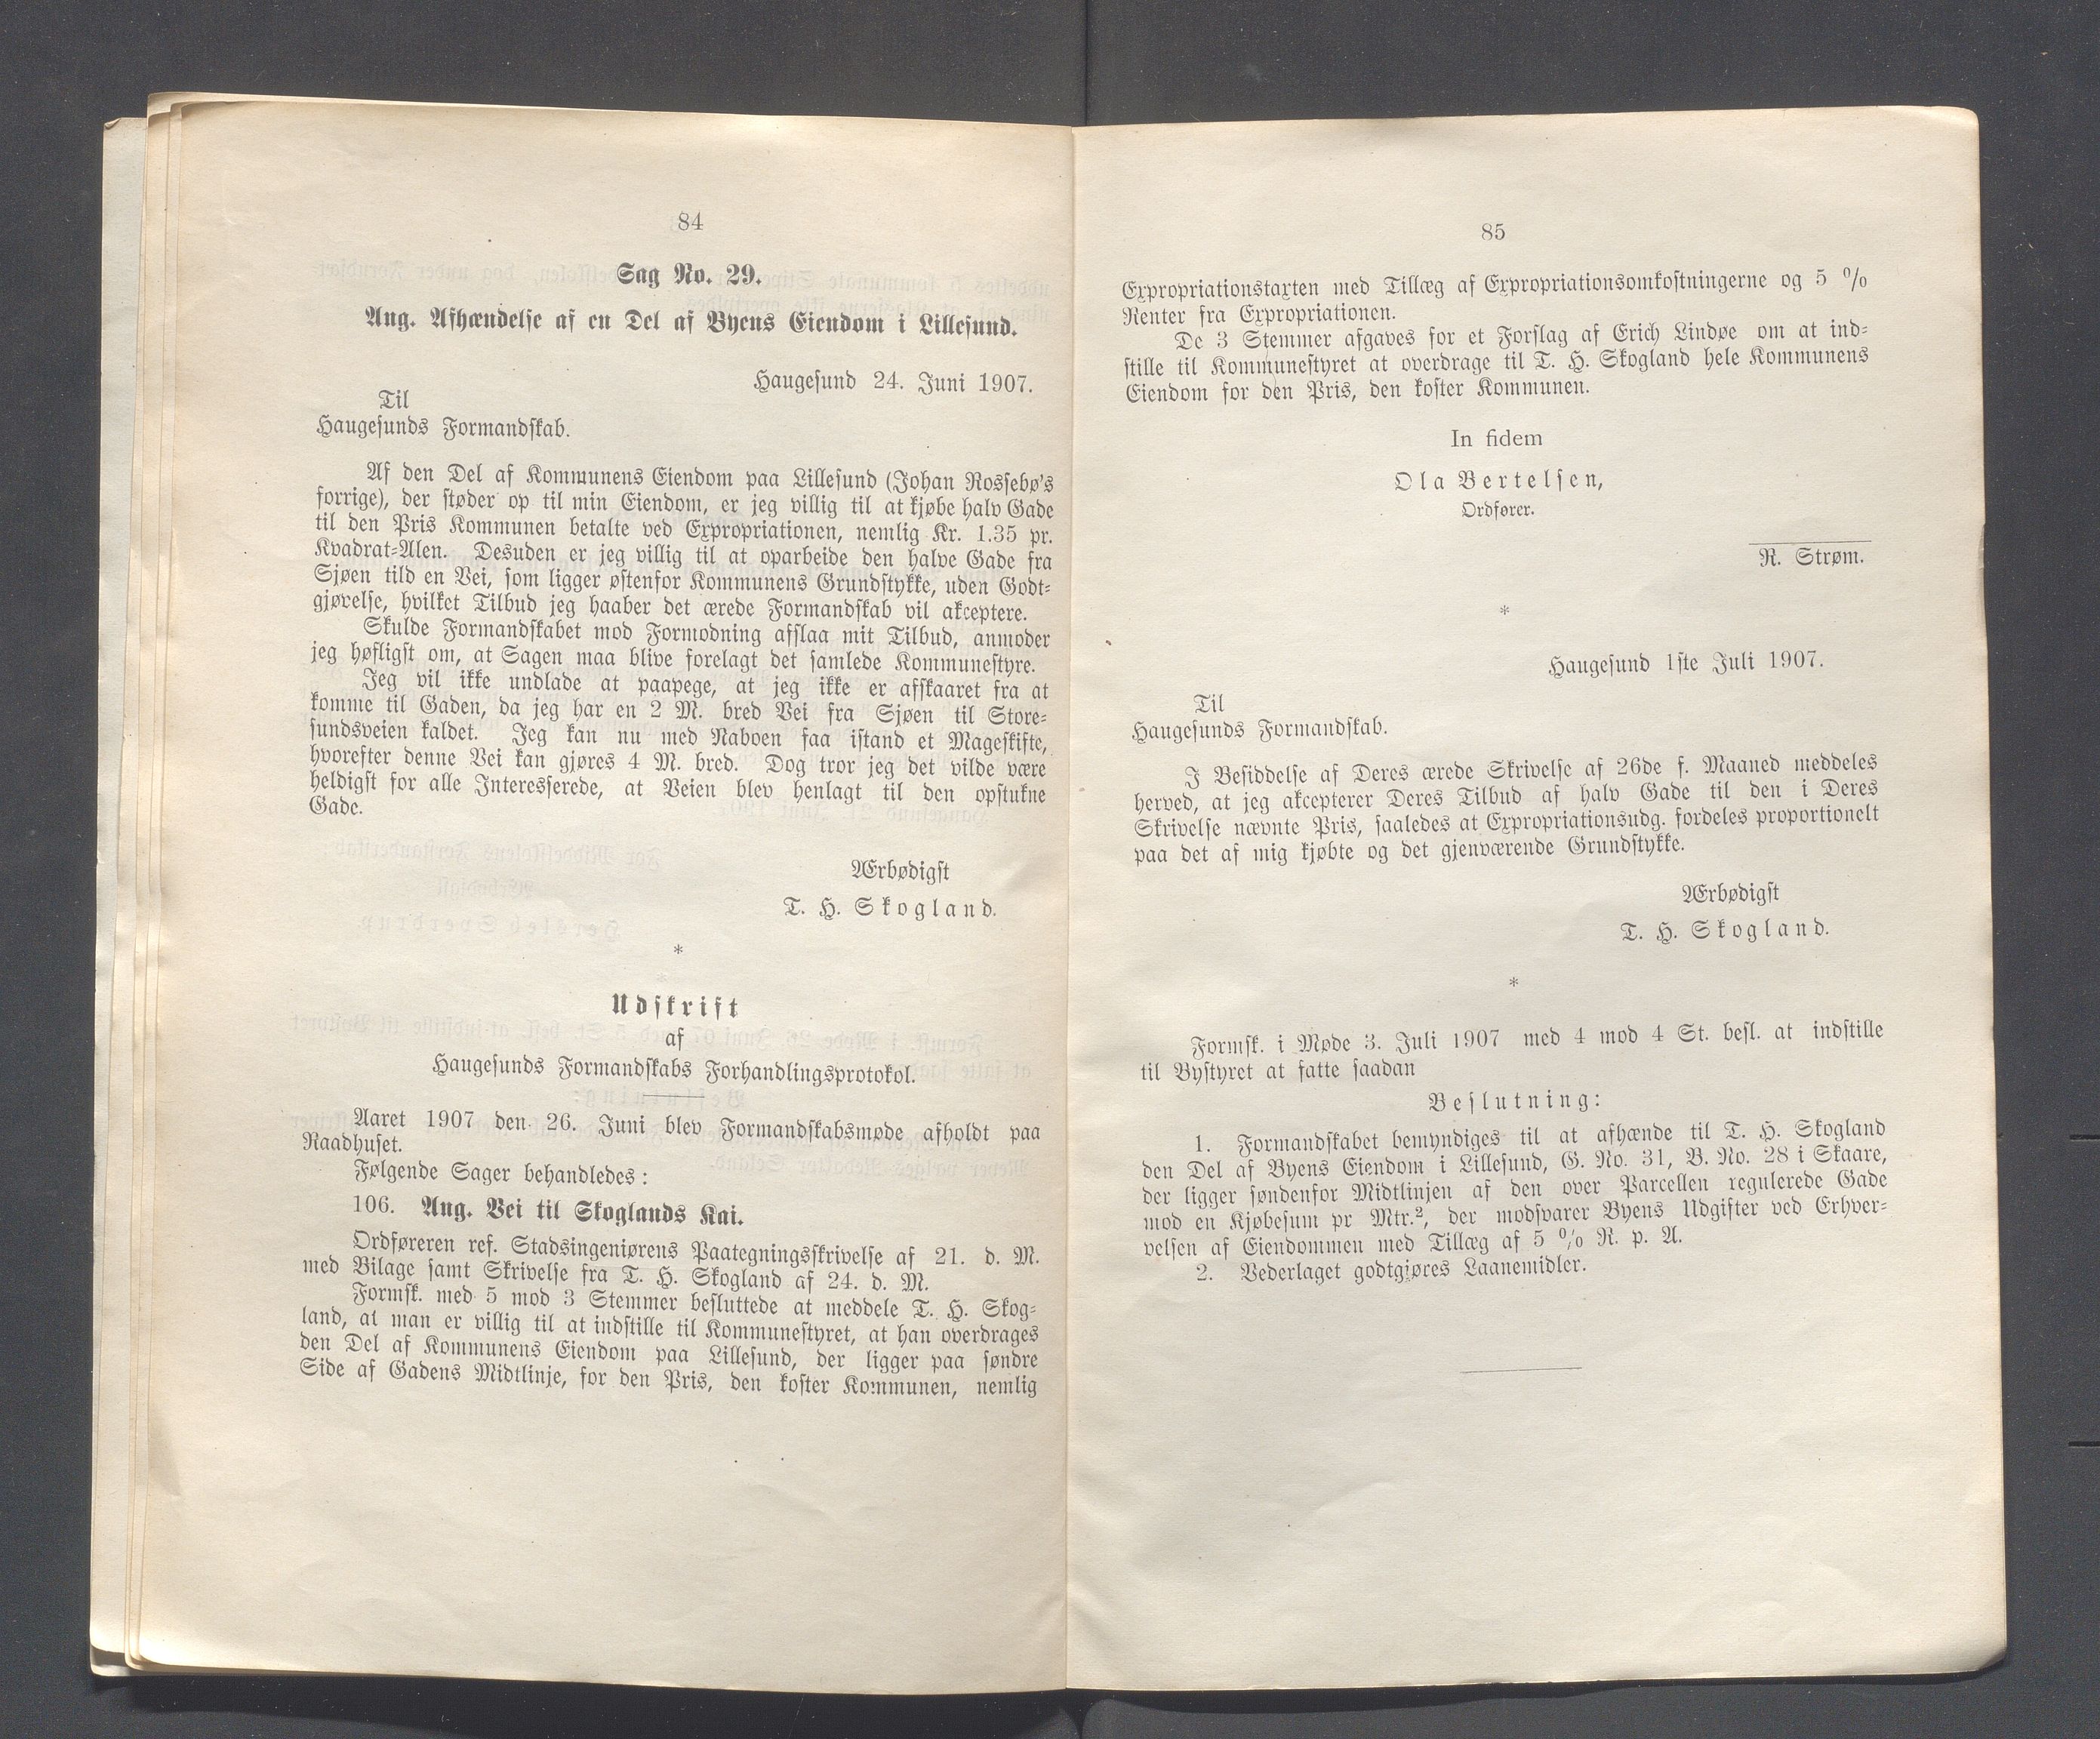 84
Sag No. 29.
Ang. Afhændelse af en Del af Byens Eiendom i Lillesund.
Haugesund 24. Juni 1907.
Til
Haugesunds Formandskab.
Af den Del af Kommunens Eiendom paa Lillesund (Johan Rossebø's
forrige), der støder op til min Eiendom, er jeg villig til at kjøbe halv Gade
til den Pris Kommunen betalte ved Expropriationen, nemlig Kr. 1.35 pr.
Kvadrat-Alen. Desuden er jeg villig til at oparbeide den halve Gade fra
Sjøen tild en Vei, som ligger østenfor Kommunens Grundstykke, uden Godt-
gjørelse, hvilket Tilbud jeg haaber det ærede Formandskab vil akceptere.
Skulde Formandskabet mod Formodning afslaa mit Tilbud, anmoder
jeg høfligst om, at Sagen maa blive forelagt det samlede Kommunestyre.
Jeg vil ikke undlade at paapege, at jeg ikke er afskaaret fra at
komme til Gaden, da jeg har en 2 M. bred Vei fra Sjøen til Store-
sundsveien kaldet. Jeg kan nu med Naboen faa istand et Mageskifte,
hvorefter denne Vei kan gjøres 4 M. bred. Dog tror jeg det vilde være
heldigst for alle Interesserede, at Veien blev henlagt til den opstukne
Gade.
Ærbødigst
T. H. Skogland.
*
Udskrift
af
Haugesunds Formandskabs Forhandlingsprotokol.
Aaret 1907 den 26. Juni blev Formandskabsmøde afholdt paa
Raadhuset.
Følgende Sager behandledes:
106. Ang. Vei til Skoglands Kai.
Ordføreren ref. Stadsingeniørens Paategningsskrivelse af 21. d. M.
med Bilage samt Skrivelse fra T. H. Skogland af 24. d. M.
Formsk. med 5 mod 3 Stemmer besluttede at meddele T. H. Skog-
land, at man er villig til at indstille til Kommunestyret, at han overdrages
den Del af Kommunens Eiendom paa Lillesund, der ligger paa søndre
Side af Gadens Midtlinje, for den Pris, den koster Kommunen, nemlig
85
Expropriationstaxten med Tillæg af Expropriationsomkostningerne og 5 %
Renter fra Expropriationen.
De 3 Stemmer afgaves for et Forslag af Erich Lindøe om at ind-
stille til Kommunestyret at overdrage til T. H. Skogland hele Kommunens
Eiendom for den Pris, den koster Kommunen.
In fidem
Ola Bertelsen,
Ordfører.
R. Strøm.
*
Haugesund 1ste Juli 1907.
Til
Haugesunds Formandskab.
I Besiddelse af Deres ærede Skrivelse af 26de f. Maaned meddeles
herved, at jeg akcepterer Deres Tilbud af halv Gade til den i Deres
Skrivelse nævnte Pris, saaledes at Expropriationsudg. fordeles proportionelt
paa det af mig kjøbte og det gjenværende Grundstykke.
Ærbødigst
T. H. Skogland.
*
Formsk. i Møde 3. Juli 1907 med 4 mod 4 St. besl. at indstille
til Bystyret at fatte saadan
Beslutning:
1. Formandskabet bemyndiges til at afhænde til T. H. Skogland
den Del af Byens Eiendom i Lillesund, G. No. 31, B. No. 28 i Skaare,
der ligger søndenfor Midtlinjen af den over Parcellen regulerede Gade
mod en Kjøbesum pr Mtr.², der modsvarer Byens Udgifter ved Erhver-
velsen af Eiendommen med Tillæg af 5 % R. p. A.
2. Vederlaget godtgjøres Laanemidler.